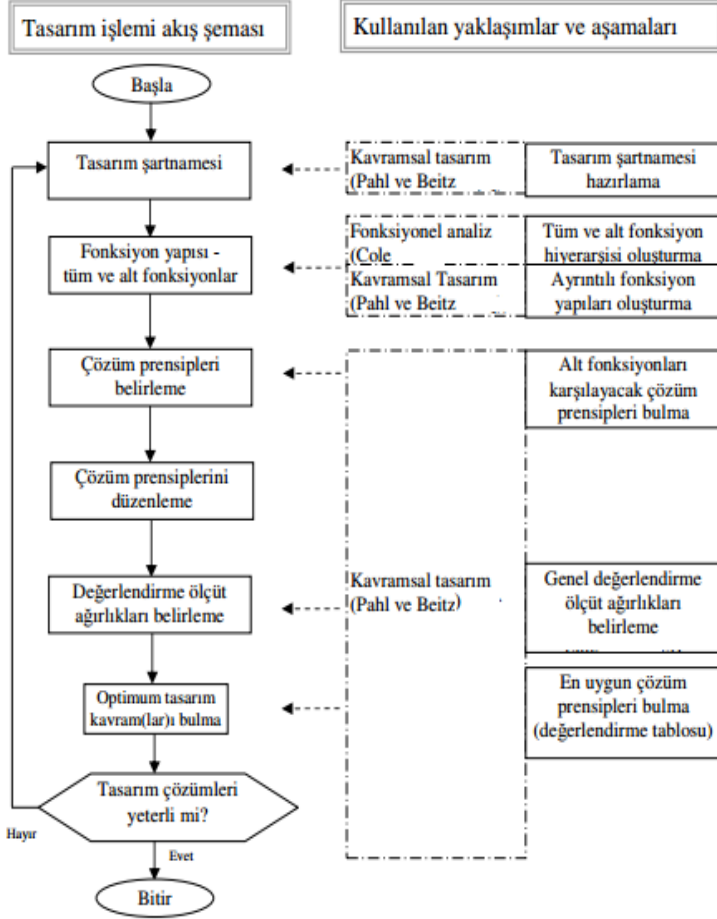 Tasarım işlemi akış şeması
Kullanılan yaklaşımlar ve aşamaları
Başla
Tasarım şartnamesi
Kavramsal tasarım
(Pahl ve Beitz
Tasarım şartnamesi
hazırlama
Fonksiyon yapısı -
tüm ve alt fonksiyonlar
Fonksiyonel analiz
(Cole
Tüm ve alt fonksiyon
hiyerarşisi oluşturma
Kavramsal Tasarım
(Pahl ve Beitz
Ayrıntılı fonksiyon
yapıları oluşturma
Çözüm prensipleri
belirleme
Alt fonksiyonları
karşılayacak çözüm
prensipleri bulma
Çözüm prensiplerini
düzenleme
Değerlendirme ölçüt
ağırlıkları belirleme
Kavramsal tasarım
(Pahl ve Beitz)
Genel değerlendirme
ölçüt ağırlıkları
belirleme
Optimum tasarım
kavram(lar)ı bulma
En uygun çözüm
prensipleri bulma
(değerlendirme tablosu)
Tasarım çözümleri
yeterli mi?
Hayır
Evet
Bitir